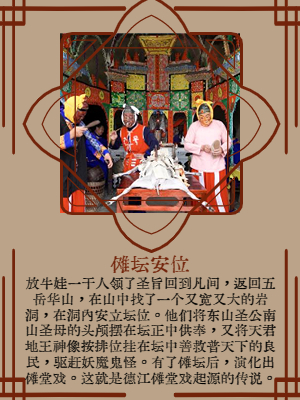 傩坛安位
放牛娃一干人领了圣旨回到凡间，返回五
岳华山，在山中找了一个又宽又大的岩
洞，在洞内安立坛位。他们将东山圣公南
山圣母的头颅摆在坛正中供奉，又将天君
地王神像按排位挂在坛中善教普天下的良
民，驱赶妖魔鬼怪。有了傩坛后，演化出
傩堂戏。这就是德江傩堂戏起源的传说。